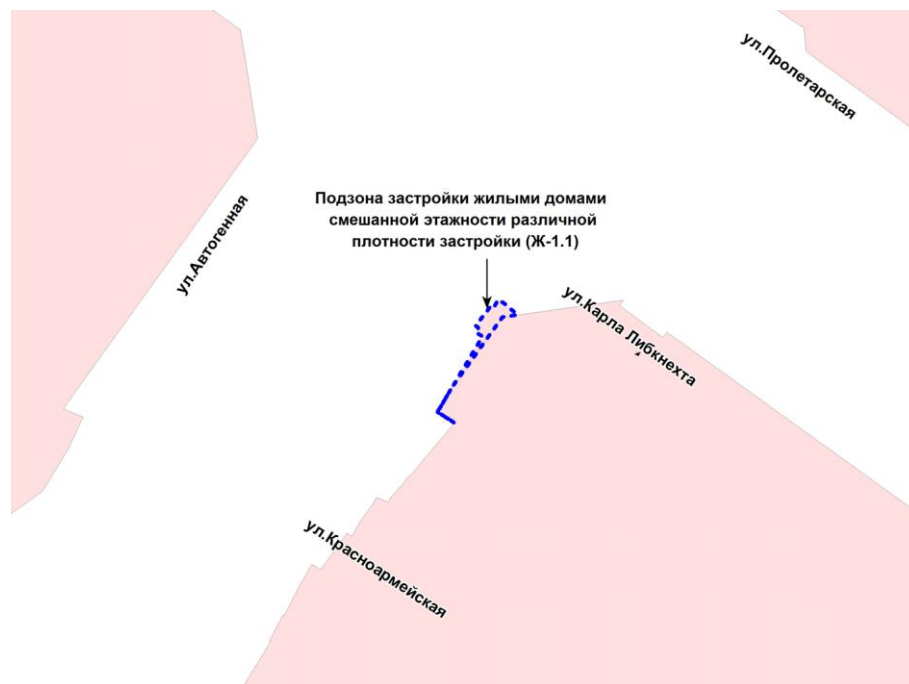 ул.Пролетарская
ул.Автогенная
Подзона застройки жилыми домами
смешанной этажности различной
плотности застройки (Ж-1.1)
ул.Карла Либкнехта
ул.Красноармейская